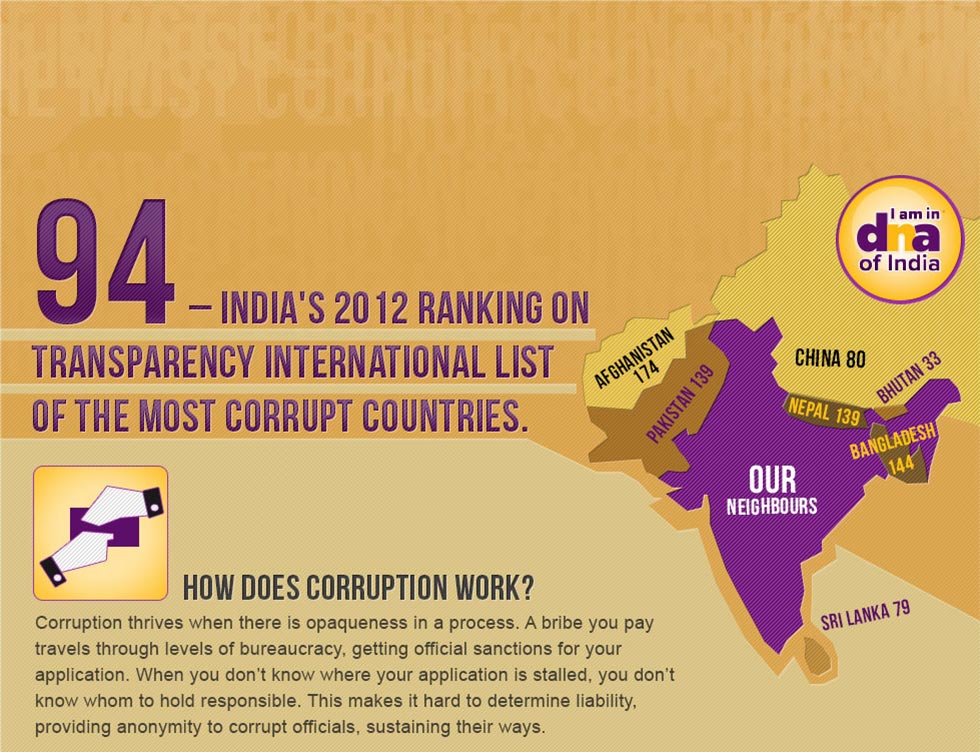 94 – INDIA'S 2012 RANKING ON
TRANSPARENCY INTERNATIONAL LIST
OF THE MOST CORRUPT COUNTRIES.
I am in
dna
of India
AFGHANISTAN
174
PAKISTAN 139
CHINA 80
NEPAL 139
BHUTAN 33
BANGLADESH
144
OUR
NEIGHBOURS
SRI LANKA 79
HOW DOES CORRUPTION WORK?
Corruption thrives when there is opaqueness in a process. A bribe you pay
travels through levels of bureaucracy, getting official sanctions for your
application. When you don’t know where your application is stalled, you don’t
know whom to hold responsible. This makes it hard to determine liability,
providing anonymity to corrupt officials, sustaining their ways.